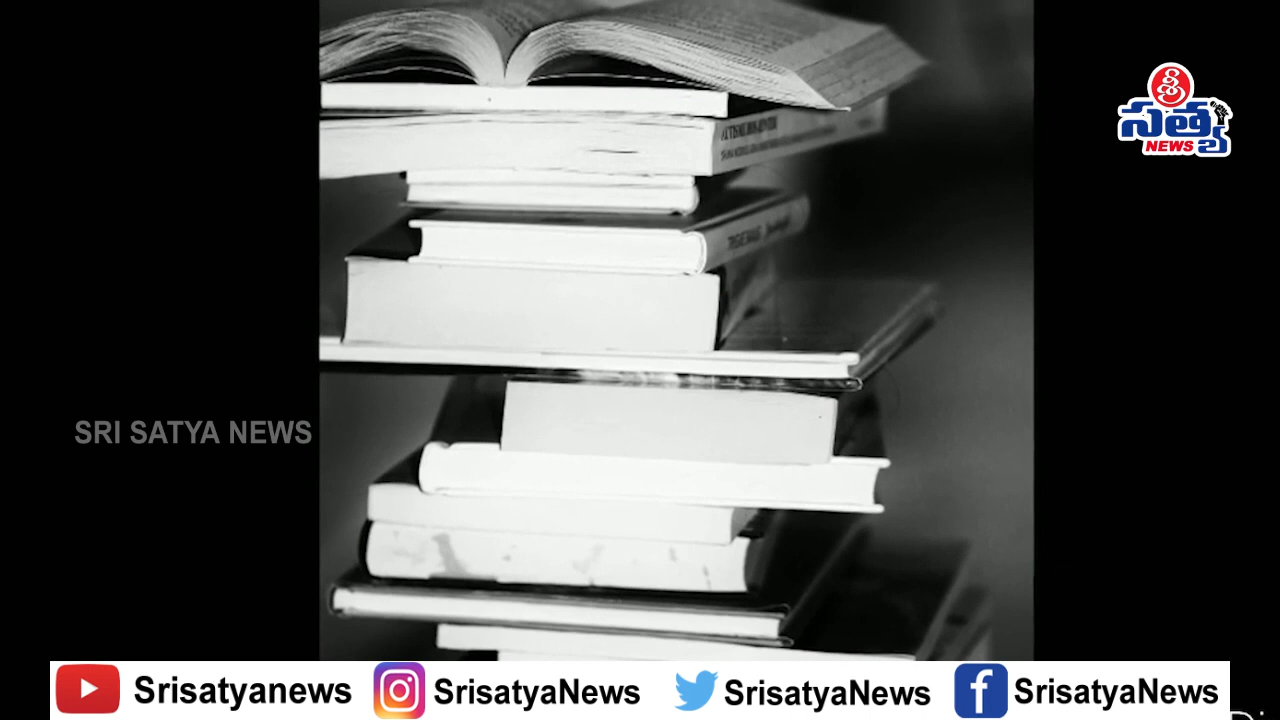 శ్రీ
సత్య
NEWS
SRI SATYA NEWS
Srisatyanews
SrisatyaNews
SrisatyaNews
SrisatyaNews